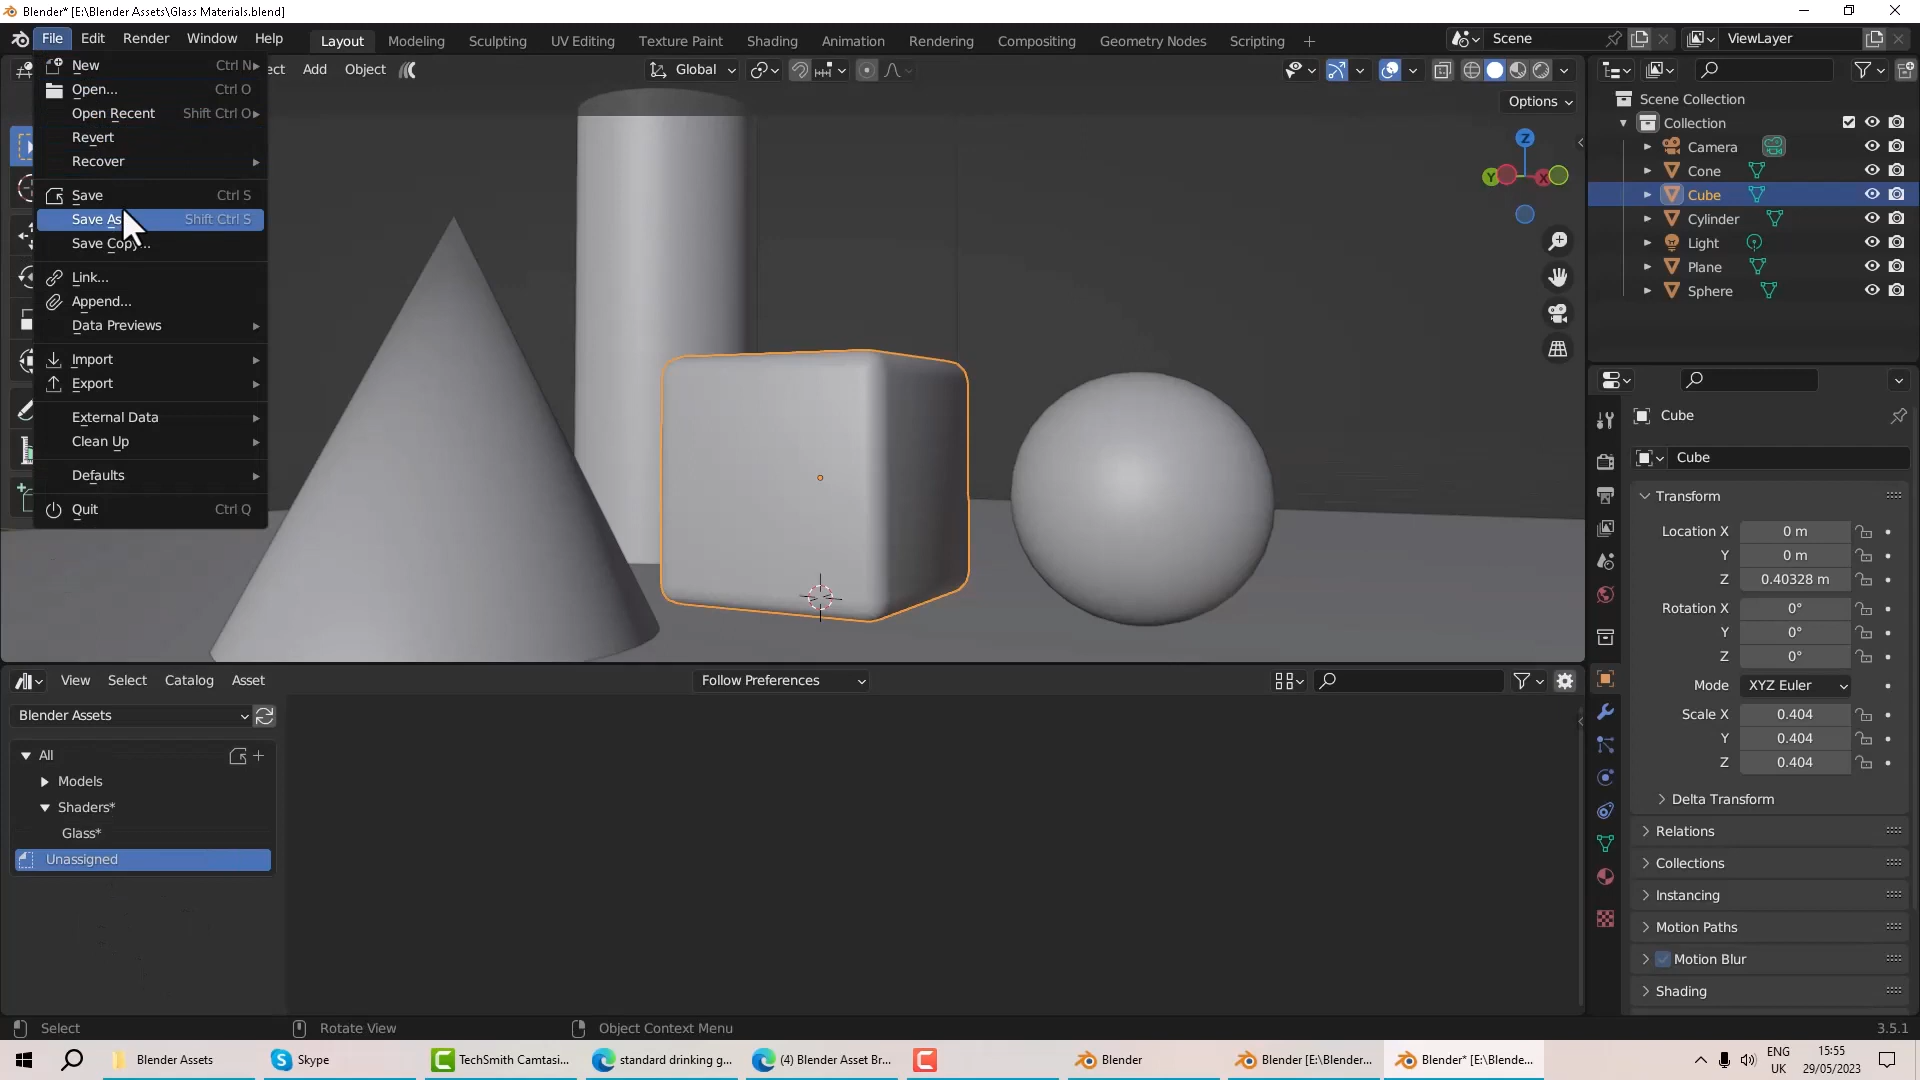 Blender* [E:\Blender Assets\Glass Materials.blend]
File Edit Render Window Help Layout Modeling Sculpting UV Editing Texture Paint Shading Animation Rendering Compositing Geometry Nodes Scripting + Scene ViewLayer
New Ctrl N
Open... Ctrl O
Open Recent Shift Ctrl O
Revert
Recover
Save Ctrl S
Save As Shift Ctrl S
Save Copy...
Link...
Append...
Data Previews
Import
Export
External Data
Clean Up
Defaults
Quit Ctrl Q
ect Add Object Global
Options
Z
Y X
Scene Collection
Collection
Camera
Cone
Cube
Cylinder
Light
Plane
Sphere
Cube
Cube
Transform
Location X 0 m
Y 0 m
Z 0.40328 m
Rotation X 0°
Y 0°
Z 0°
Mode XYZ Euler
Scale X 0.404
Y 0.404
Z 0.404
Delta Transform
Relations
Collections
Instancing
Motion Paths
Motion Blur
Shading
View Select Catalog Asset Follow Preferences
Blender Assets
All
Models
Shaders*
Glass*
Unassigned
Select Rotate View Object Context Menu 3.5.1
Blender Assets Skype TechSmith Camtasi... standard drinking g... (4) Blender Asset Br... Blender Blender [E:\Blender... Blender* [E:\Blende...
ENG
UK
15:55
29/05/2023